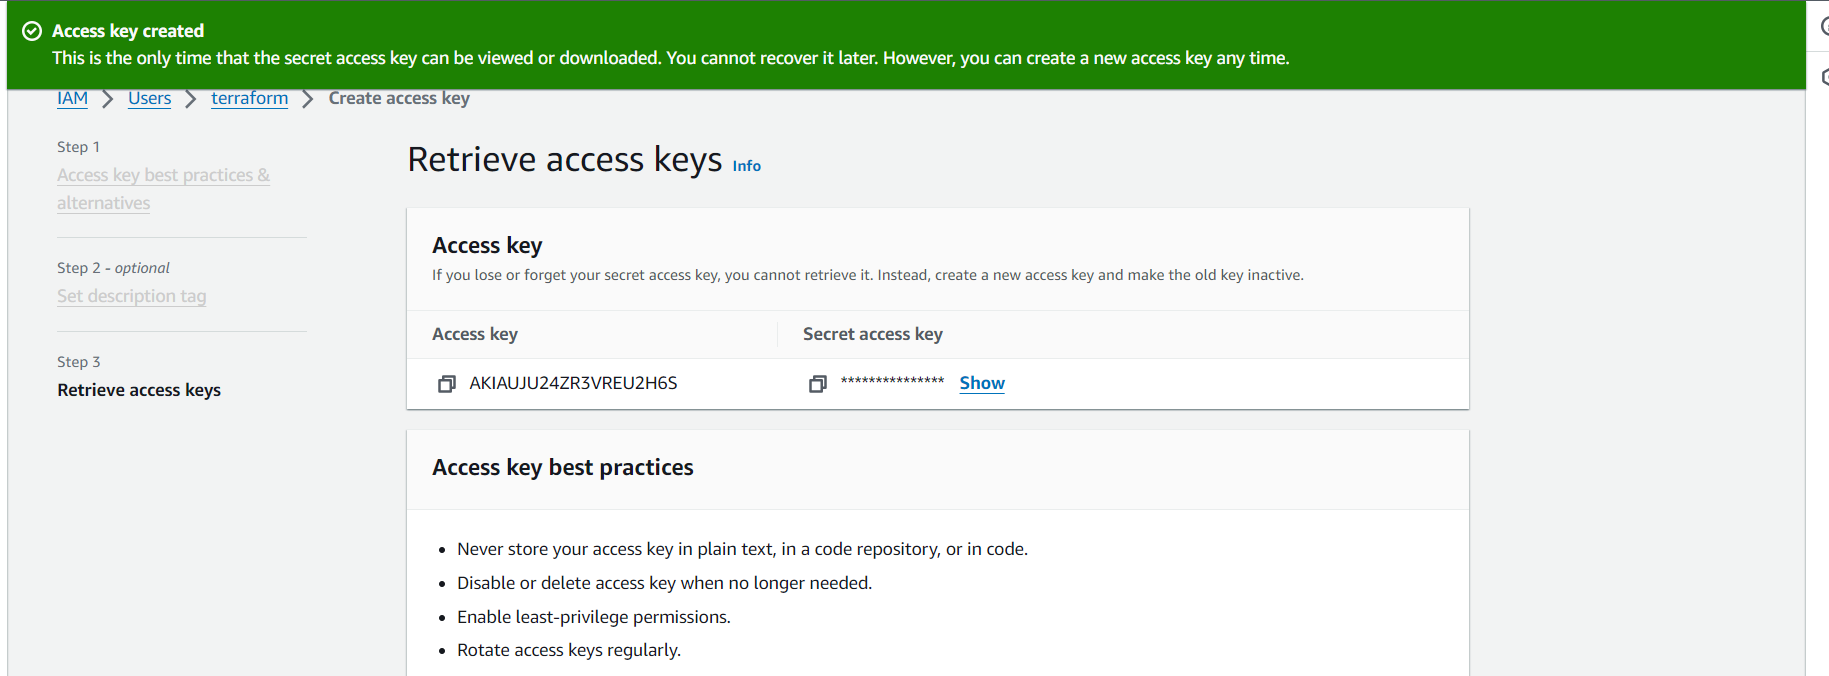 Access key created
This is the only time that the secret access key can be viewed or downloaded. You cannot recover it later. However, you can create a new access key any time.
IAM > Users > terraform > Create access key
Step 1
Access key best practices &
alternatives
Step 2 - optional
Set description tag
Step 3
Retrieve access keys
Retrieve access keys Info
Access key
If you lose or forget your secret access key, you cannot retrieve it. Instead, create a new access key and make the old key inactive.
Access key Secret access key
AKIAUJU24ZR3VREU2H6S *************** Show
Access key best practices
• Never store your access key in plain text, in a code repository, or in code.
• Disable or delete access key when no longer needed.
• Enable least-privilege permissions.
• Rotate access keys regularly.